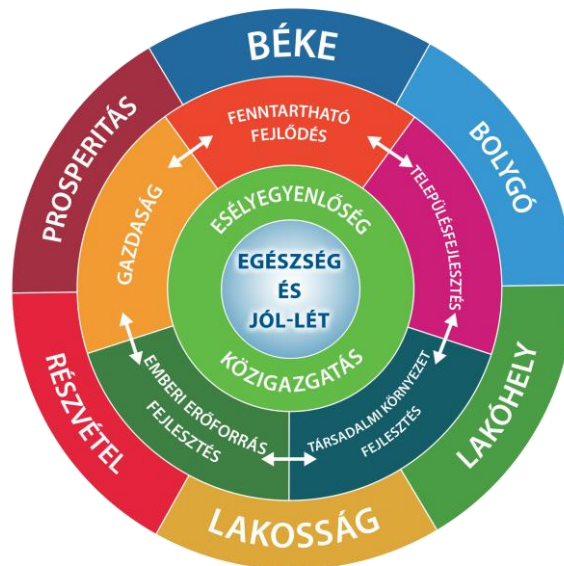 BÉKE
BOLYGÓ
LAKÓHELY
LAKOSSÁG
RÉSZVÉTEL
PROSPERITÁS
FENNTARTHATÓ
FEJLŐDÉS
TELEPÜLÉSFEJLESZTÉS
TÁRSADALMI KÖRNYEZET
FEJLESZTÉS
EMBERI ERŐFORRÁS
FEJLESZTÉS
GAZDASÁG
ESÉLYEGYENLŐSÉG
KÖZIGAZGATÁS
EGÉSZSÉG
ÉS
JÓL-LÉT